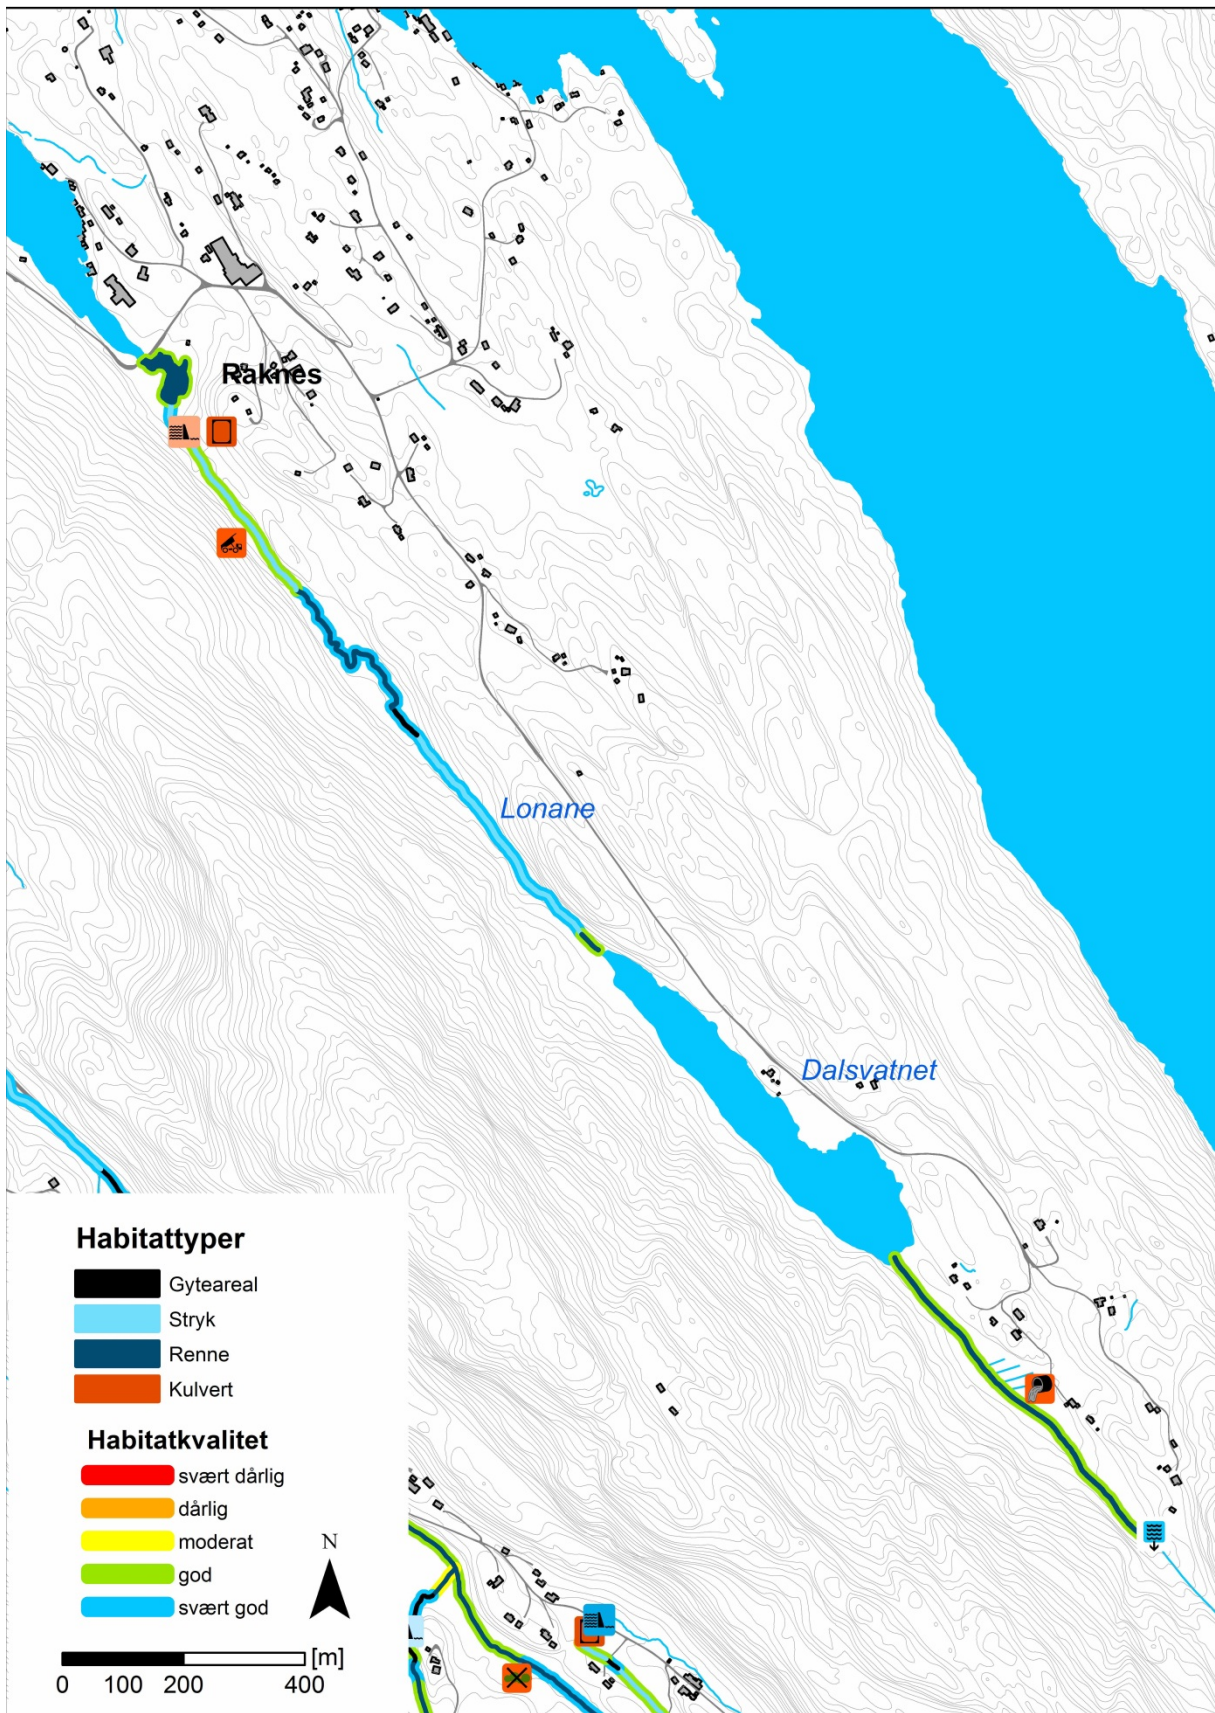 Raknes
Lonane
Dalsvatnet
Habitattyper
Gyteareal
Stryk
Renne
Kulvert
Habitatkvalitet
svært dårlig
dårlig
moderat
god
svært god
N
[m]
0 100 200 400